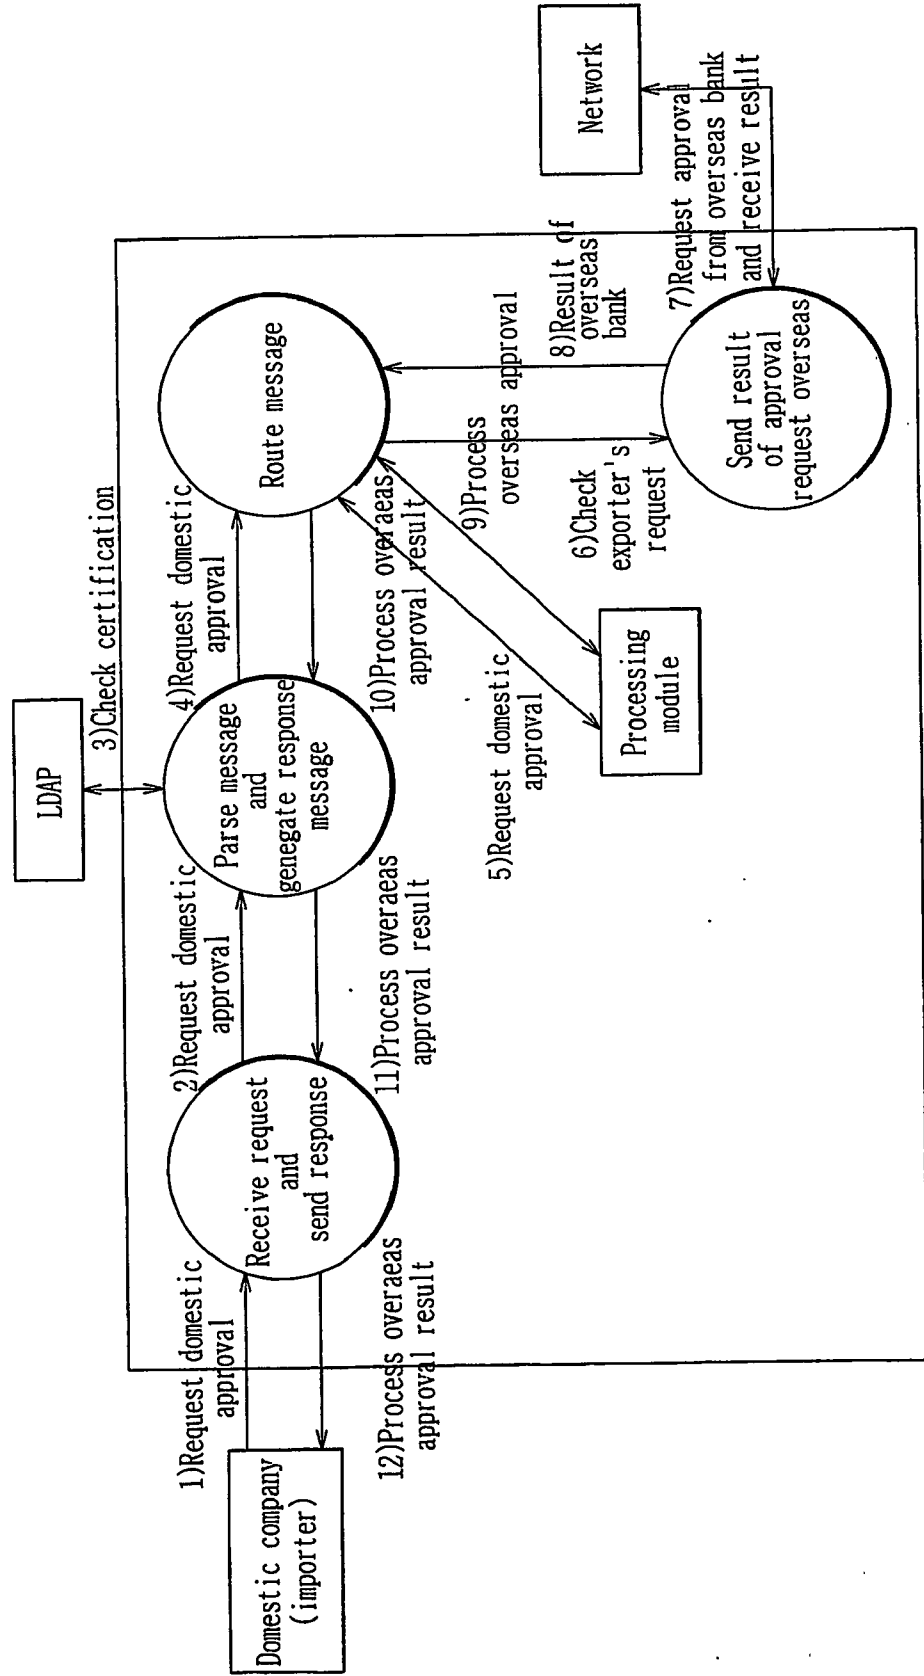 Domestic company
(importer)
1)Request domestic
approval
12)Process overaeas
approval result
Receive request
and
send response
2)Request domestic
approval
11)Process overaeas
approval result
LDAP
3)Check certification
Parse message
and
genegate response
message
4)Request domestic
approval
10)Process overaeas
approval result
Route message
5)Request domestic
approval
Processing
module
9)Process
overseas approval
6)Check
exporter's
request
8)Result of
overseas
bank
Send result
of approval
request overseas
7)Request approval
from overseas bank
and receive result
Network